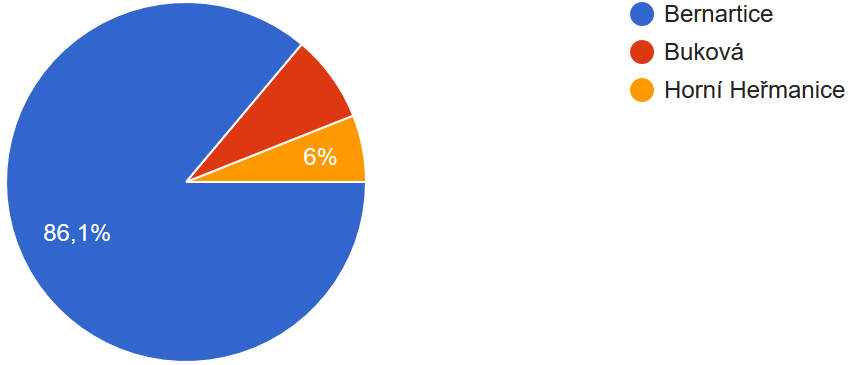 Bernartice
Buková
Horní Heřmanice
6%
86,1%